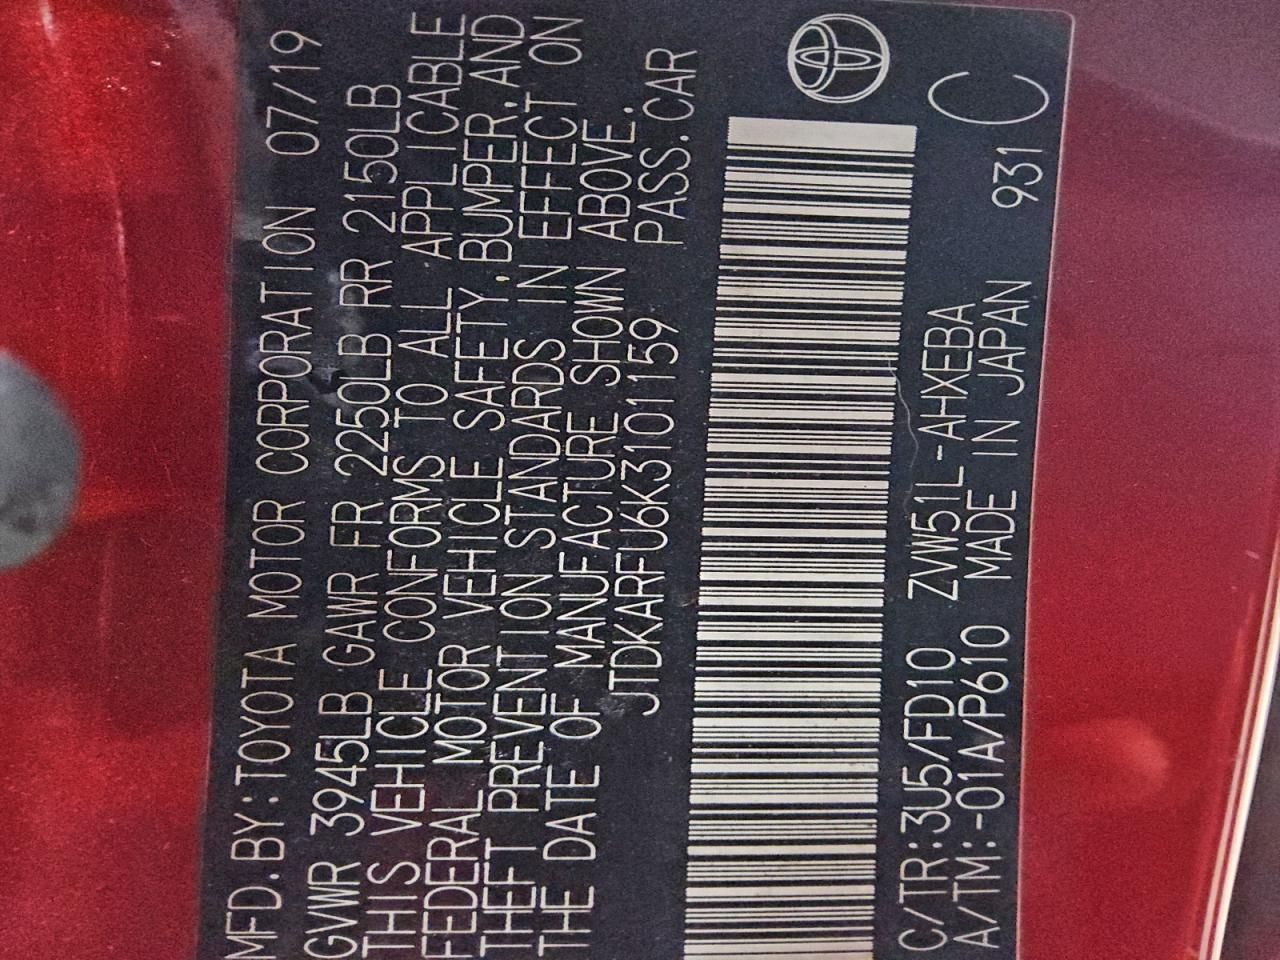 MFD.BY:TOYOTA MOTOR CORPORATION 07/19
GVWR 3945LB GAWR FR 2250LB RR 2150LB
THIS VEHICLE CONFORMS TO ALL APPLICABLE
FEDERAL MOTOR VEHICLE SAFETY,BUMPER,AND
THEFT PREVENTION STANDARDS IN EFFECT ON
THE DATE OF MANUFACTURE SHOWN ABOVE.
JTDKARFU6K3101159 PASS.CAR
C/TR:3U5/FD10 ZVW51L-AHXEBA
A/TM:-01A/P610 MADE IN JAPAN 931
C